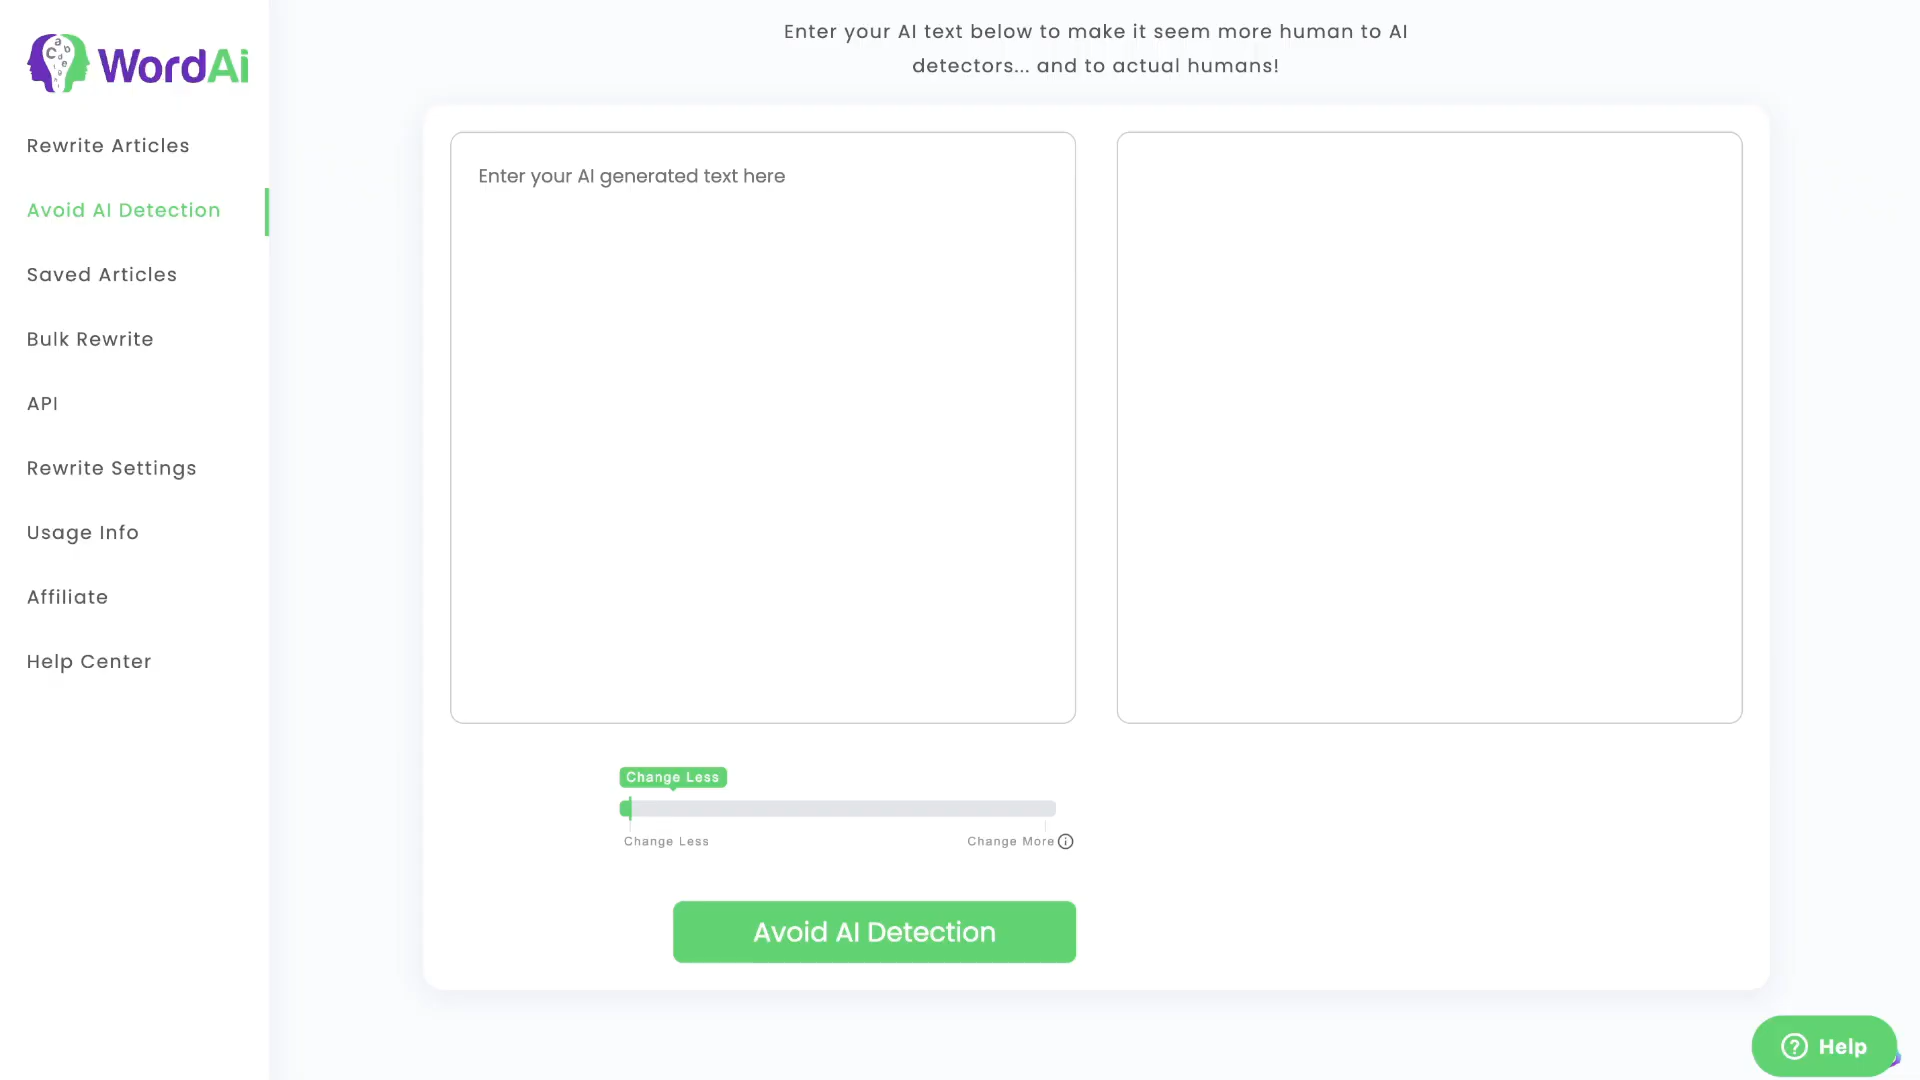 WordAi
Rewrite Articles
Avoid AI Detection
Saved Articles
Bulk Rewrite
API
Rewrite Settings
Usage Info
Affiliate
Help Center
Enter your AI text below to make it seem more human to AI
detectors... and to actual humans!
Enter your AI generated text here
Change Less
Change Less
Change More
Avoid AI Detection
Help